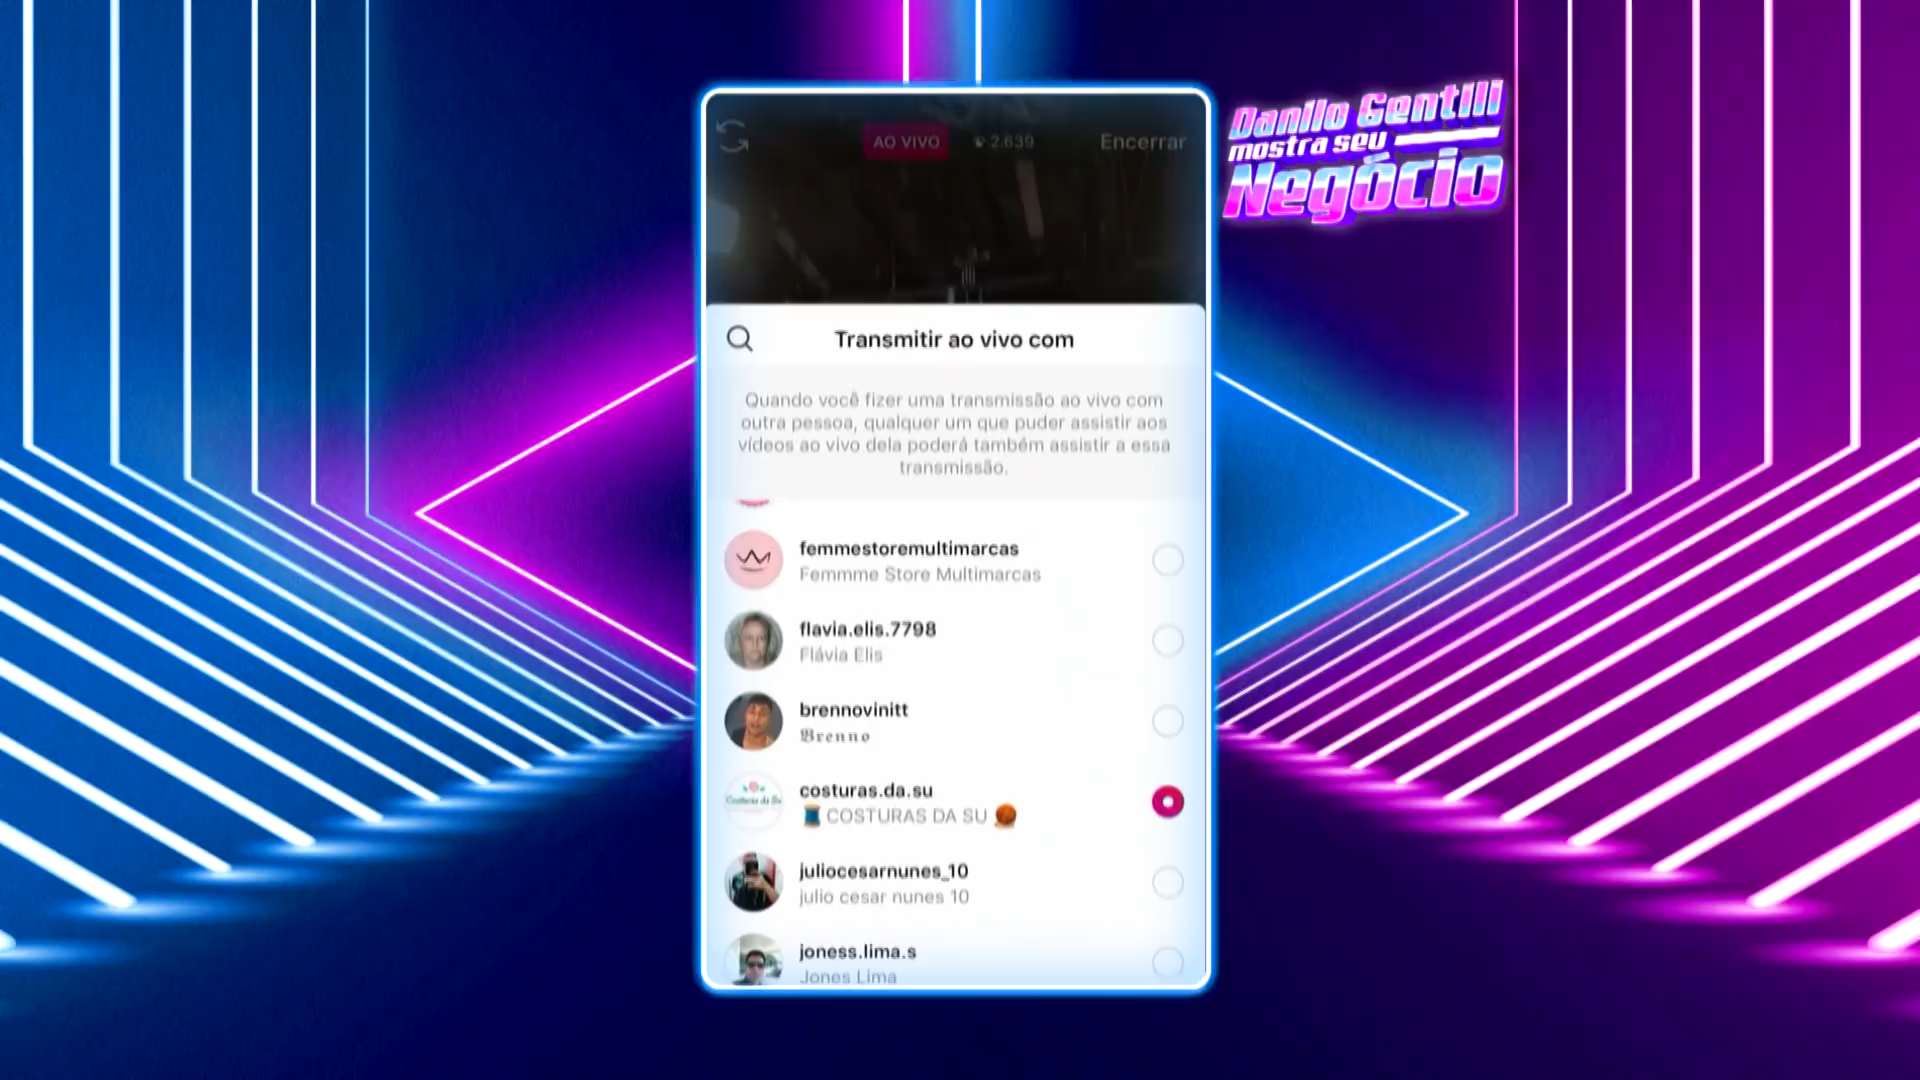 Danilo Gentili
mostra seu
Negócio
AO VIVO
2.639
Encerrar
Transmitir ao vivo com
Quando você fizer uma transmissão ao vivo com
outra pessoa, qualquer um que puder assistir aos
vídeos ao vivo dela poderá também assistir a essa
transmissão.
femmestoremultimarcas
Femmme Store Multimarcas
flavia.elis.7798
Flávia Elis
brennovinitt
𝕭𝖗𝖊𝖓𝖓𝖔
costuras.da.su
🧵 COSTURAS DA SU 🧶
Costuras da Su
juliocesarnunes_10
julio cesar nunes 10
joness.lima.s
Jones Lima